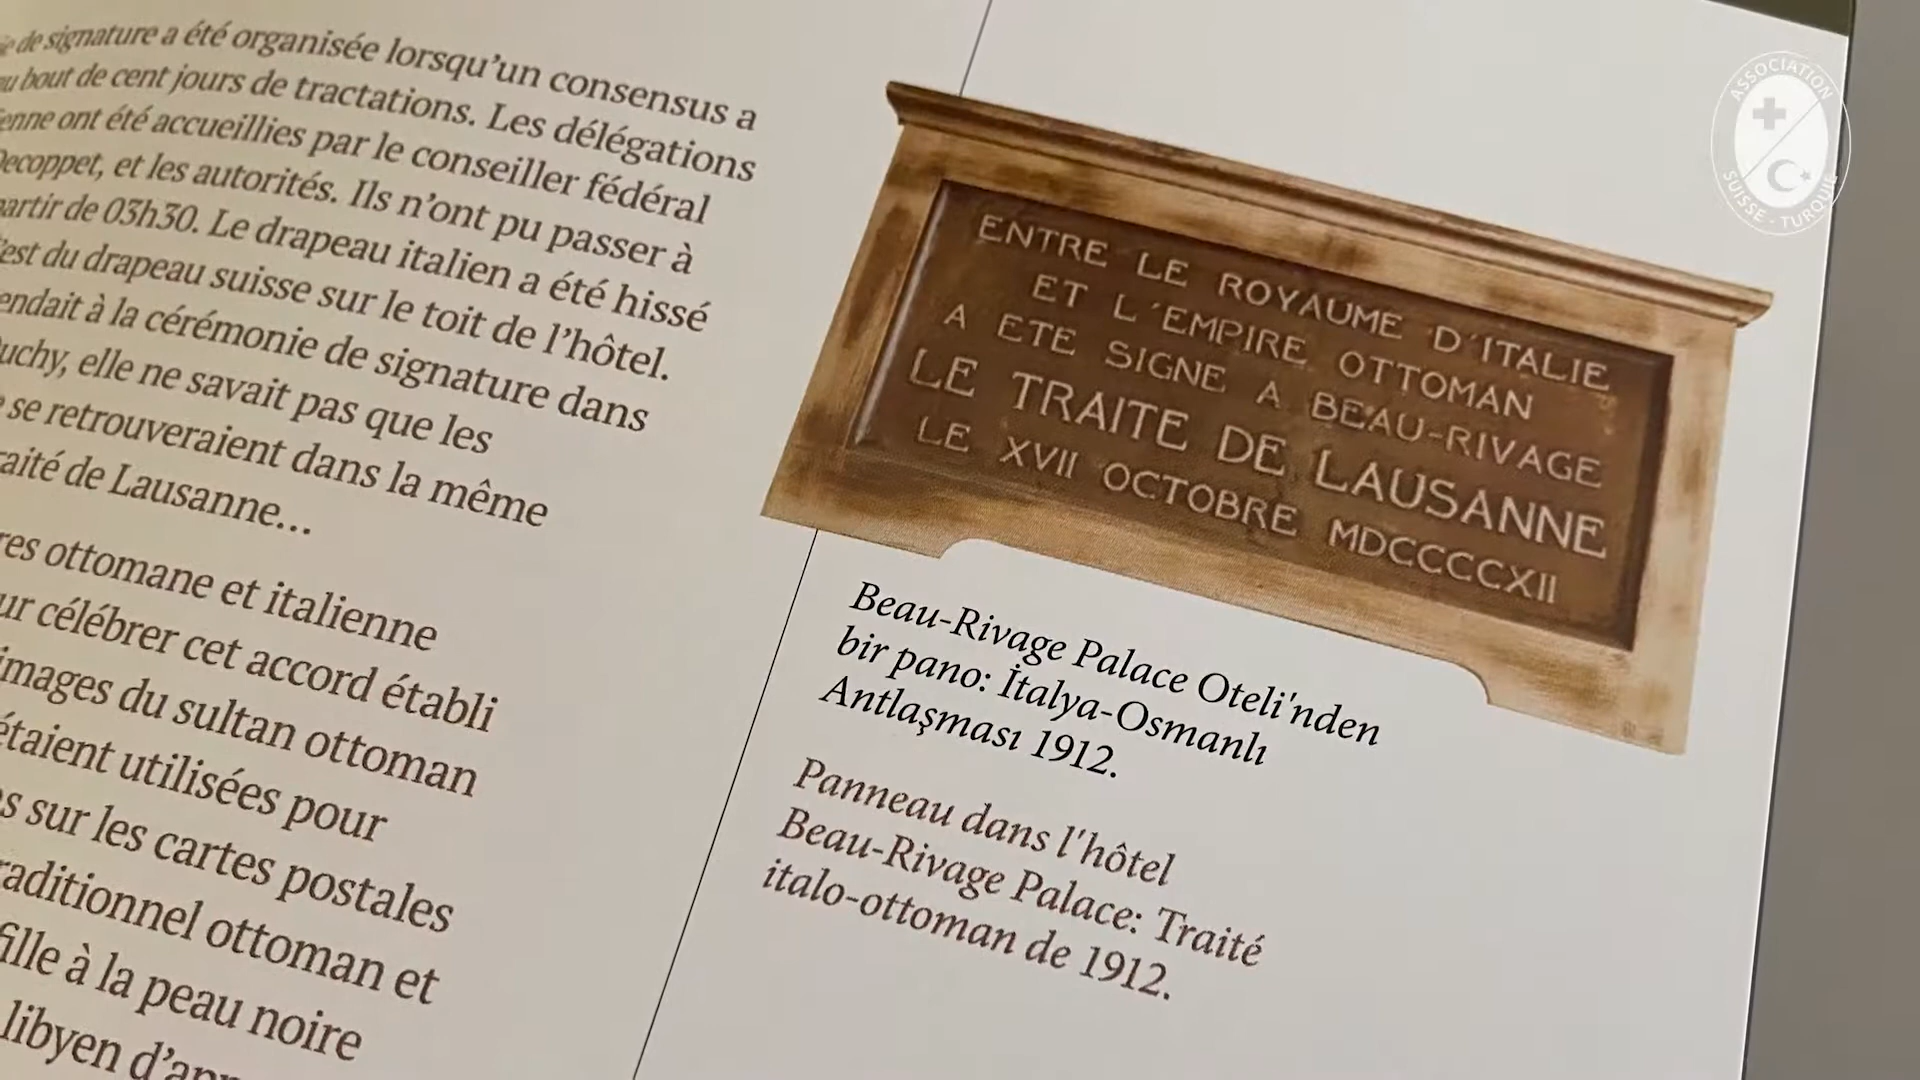 de signature a été organisée lorsqu'un consensus a
au bout de cent jours de tractations. Les délégations
ienne ont été accueillies par le conseiller fédéral
Decoppet, et les autorités. Ils n'ont pu passer à
partir de 03h30. Le drapeau italien a été hissé
est du drapeau suisse sur le toit de l'hôtel.
endait à la cérémonie de signature dans
uchy, elle ne savait pas que les
se retrouveraient dans la même
raité de Lausanne...
res ottomane et italienne
ur célébrer cet accord établi
images du sultan ottoman
étaient utilisées pour
s sur les cartes postales
raditionnel ottoman et
fille à la peau noire
libyen
ENTRE LE ROYAUME D'ITALIE
ET L'EMPIRE OTTOMAN
A ETE SIGNE A BEAU-RIVAGE
LE TRAITE DE LAUSANNE
LE XVII OCTOBRE MDCCCCXII
Beau-Rivage Palace Oteli'nden
bir pano: İtalya-Osmanlı
Antlaşması 1912.
Panneau dans l'hôtel
Beau-Rivage Palace: Traité
italo-ottoman de 1912.
ASSOCIATION
SUISSE - TURQUIE